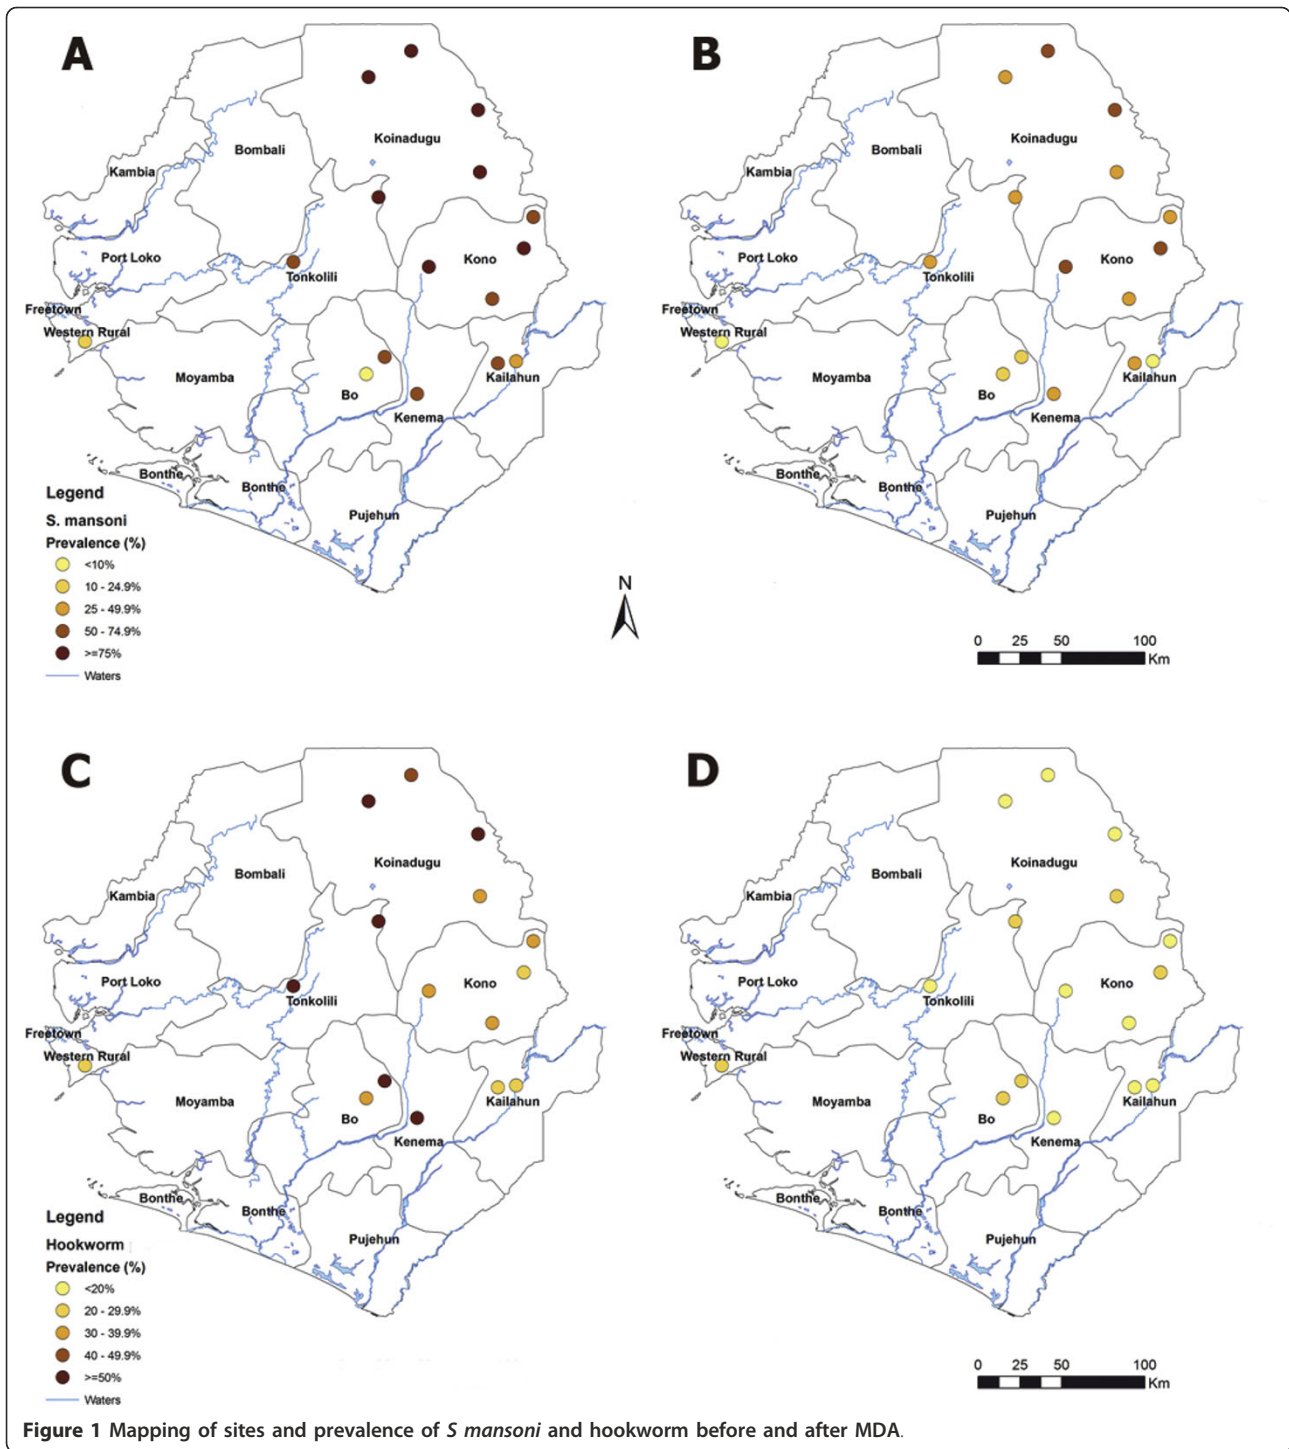 A
Koinadugu
Bombali
Kambia
Port Loko
Kono
Tonkolili
Freetown
Western Rural
Moyamba
Kailahun
Bo
Kenema
Bonthe
Bonthe
Pujehun
Legend
S. mansoni
Prevalence (%)
<10%
10 - 24.9%
25 - 49.9%
50 - 74.9%
>=75%
Waters
B
Koinadugu
Bombali
Kambia
Port Loko
Kono
Tonkolili
Freetown
Western Rural
Moyamba
Kailahun
Bo
Kenema
Bonthe
Bonthe
Pujehun
N
0 25 50 100
Km
C
Koinadugu
Bombali
Kambia
Port Loko
Kono
Tonkolili
Freetown
Western Rural
Moyamba
Kailahun
Bo
Kenema
Bonthe
Bonthe
Pujehun
Legend
Hookworm
Prevalence (%)
<20%
20 - 29.9%
30 - 39.9%
40 - 49.9%
>=50%
Waters
D
Koinadugu
Bombali
Kambia
Port Loko
Kono
Tonkolili
Freetown
Western Rural
Moyamba
Kailahun
Bo
Kenema
Bonthe
Bonthe
Pujehun
0 25 50 100
Km
Figure 1 Mapping of sites and prevalence of S mansoni and hookworm before and after MDA.